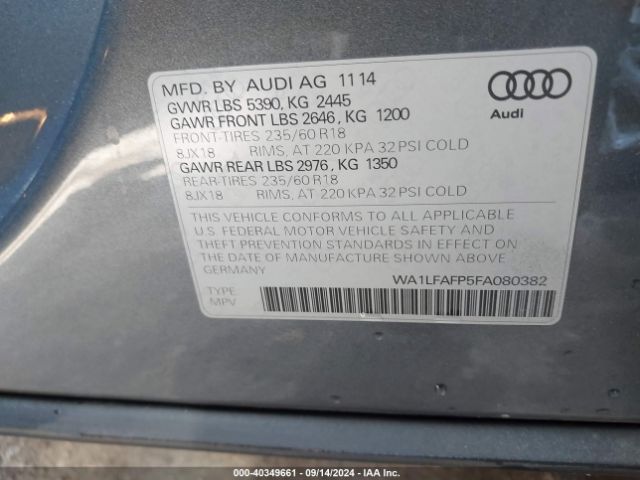 MFD. BY AUDI AG 11 14
GVWR LBS 5390, KG 2445
GAWR FRONT LBS 2646, KG 1200
FRONT-TIRES 235/60 R18
8JX18 RIMS, AT 220 KPA 32 PSI COLD
GAWR REAR LBS 2976, KG 1350
REAR-TIRES 235/60 R18
8JX18 RIMS, AT 220 KPA 32 PSI COLD
Audi
THIS VEHICLE CONFORMS TO ALL APPLICABLE
U.S. FEDERAL MOTOR VEHICLE SAFETY AND
THEFT PREVENTION STANDARDS IN EFFECT ON THE
DATE OF MANUFACTURE SHOWN ABOVE
GERMANY
WA1LFAFP5FA080382
TYPE:
MPV
000-40349661 - 09/14/2024 - IAA Inc.